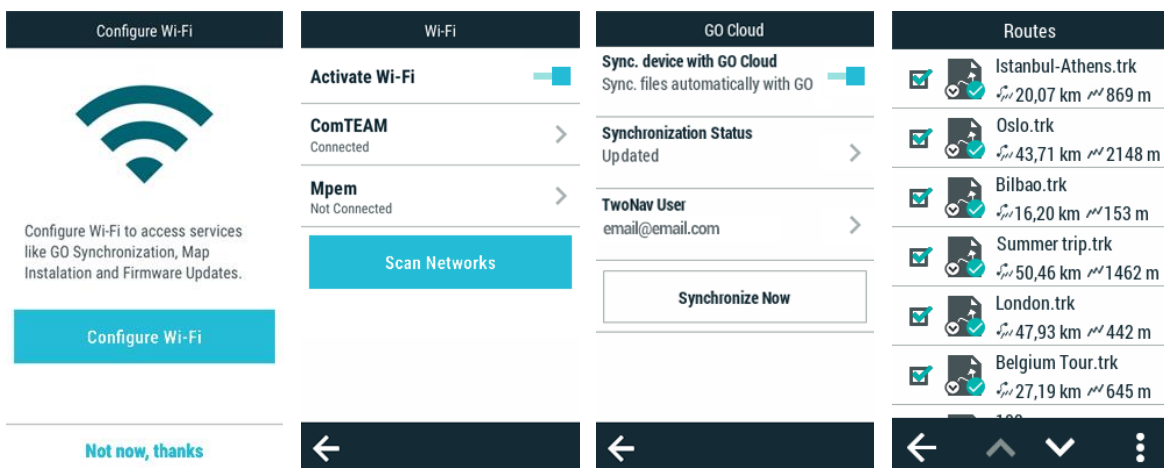 Configure Wi-Fi
Configure Wi-Fi to access services
like GO Synchronization, Map
Instalation and Firmware Updates.
Configure Wi-Fi
Not now, thanks
Wi-Fi
Activate Wi-Fi
ComTEAM
Connected
Mpem
Not Connected
Scan Networks
GO Cloud
Sync. device with GO Cloud
Sync. files automatically with GO
Synchronization Status
Updated
TwoNav User
email@email.com
Synchronize Now
Routes
Istanbul-Athens.trk
20,07 km 869 m
Oslo.trk
43,71 km 2148 m
Bilbao.trk
16,20 km 153 m
Summer trip.trk
50,46 km 1462 m
London.trk
47,93 km 442 m
Belgium Tour.trk
27,19 km 645 m